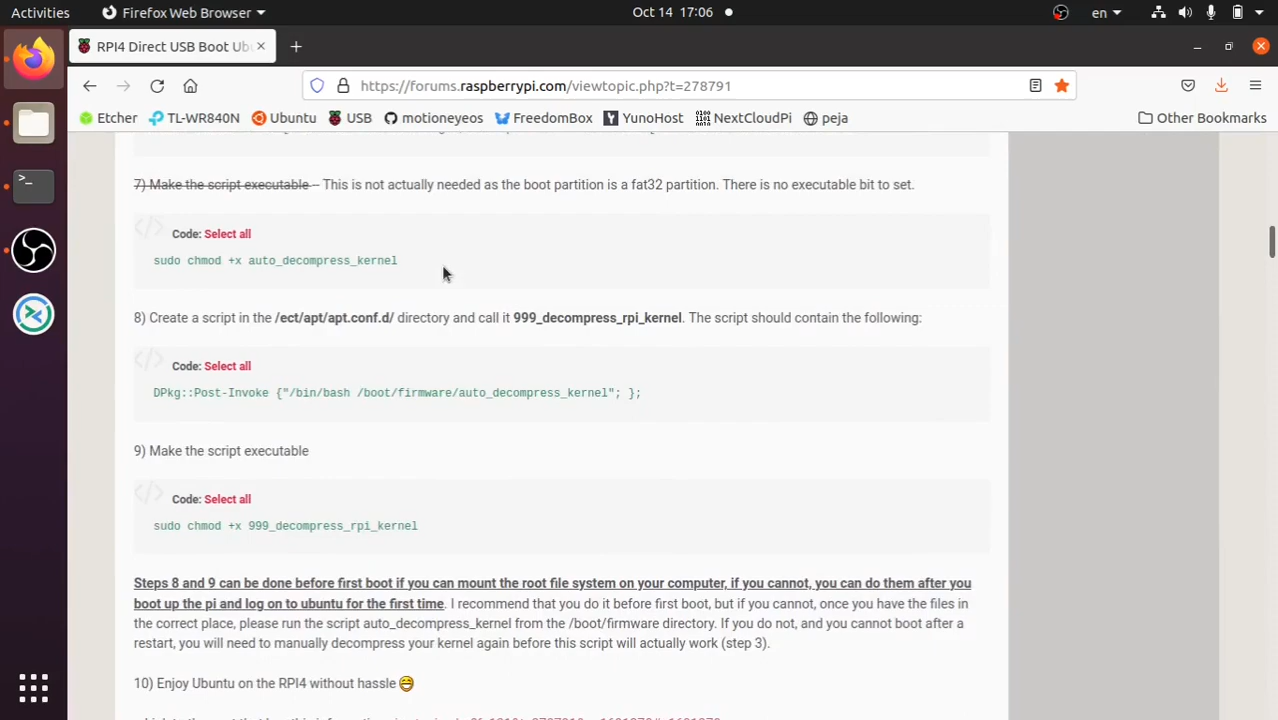 Activities
Firefox Web Browser
Oct 14 17:06
en
RPI4 Direct USB Boot Ub
https://forums.raspberrypi.com/viewtopic.php?t=278791
Etcher
TL-WR840N
Ubuntu
USB
motioneyeos
FreedomBox
YunoHost
NextCloudPi
peja
Other Bookmarks
7) Make the script executable -- This is not actually needed as the boot partition is a fat32 partition. There is no executable bit to set.
Code: Select all
sudo chmod +x auto_decompress_kernel
8) Create a script in the /ect/apt/apt.conf.d/ directory and call it 999_decompress_rpi_kernel. The script should contain the following:
Code: Select all
DPkg::Post-Invoke {"/bin/bash /boot/firmware/auto_decompress_kernel"; };
9) Make the script executable
Code: Select all
sudo chmod +x 999_decompress_rpi_kernel
Steps 8 and 9 can be done before first boot if you can mount the root file system on your computer, if you cannot, you can do them after you
boot up the pi and log on to ubuntu for the first time. I recommend that you do it before first boot, but if you cannot, once you have the files in
the correct place, please run the script auto_decompress_kernel from the /boot/firmware directory. If you do not, and you cannot boot after a
restart, you will need to manually decompress your kernel again before this script will actually work (step 3).
10) Enjoy Ubuntu on the RPI4 without hassle